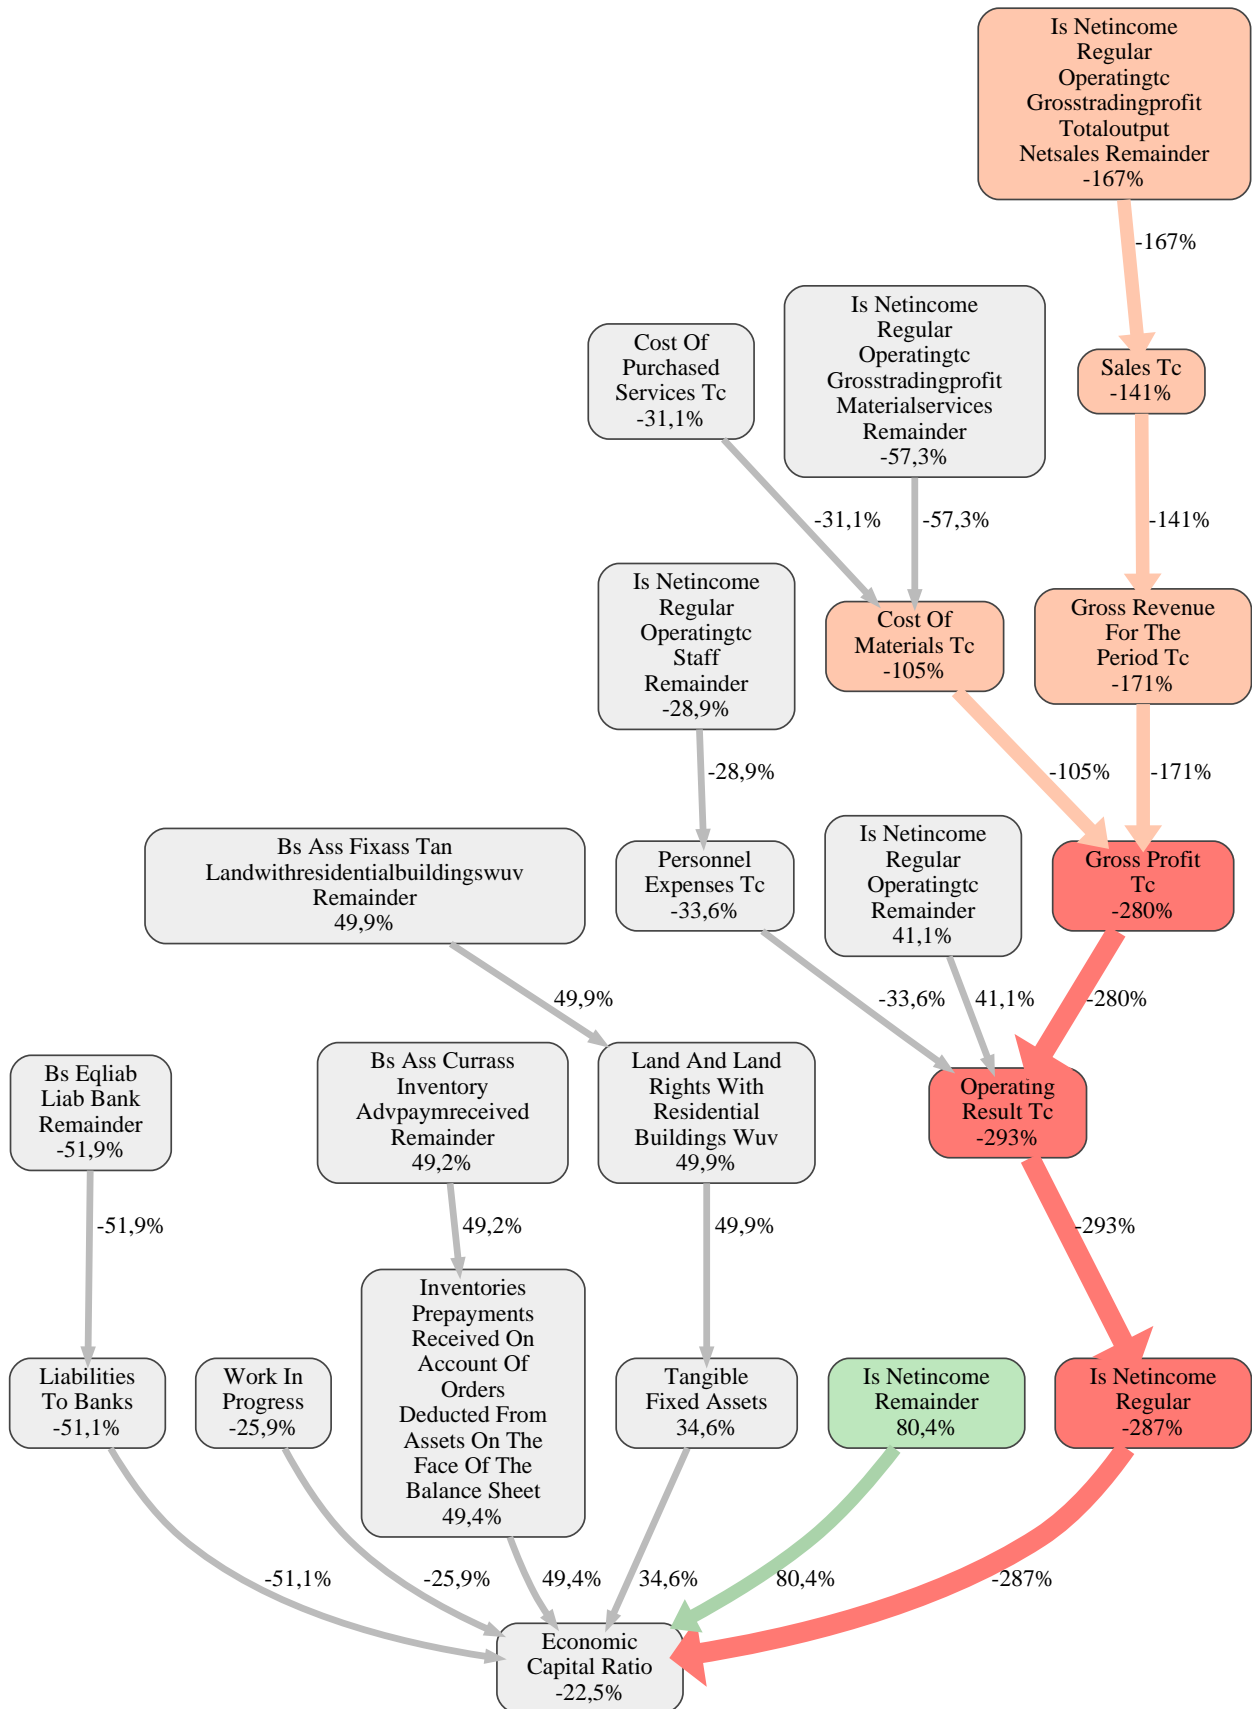 Is Netincome
Regular
Operatingtc
Grosstradingprofit
Totaloutput
Netsales Remainder
-167%
-167%
Is Netincome
Regular
Operatingtc
Grosstradingprofit
Materialservices
Remainder
-57,3%
Cost Of
Purchased
Services Tc
-31,1%
Sales Tc
-141%
-31,1%
-57,3%
-141%
Is Netincome
Regular
Operatingtc
Staff
Remainder
-28,9%
Cost Of
Materials Tc
-105%
Gross Revenue
For The
Period Tc
-171%
-28,9%
-105%
-171%
Bs Ass Fixass Tan
Landwithresidentialbuildingswuv
Remainder
49,9%
Personnel
Expenses Tc
-33,6%
Is Netincome
Regular
Operatingtc
Remainder
41,1%
Gross Profit
Tc
-280%
49,9%
-33,6%
41,1%
-280%
Bs Eqliab
Liab Bank
Remainder
-51,9%
Bs Ass Currass
Inventory
Advpaymreceived
Remainder
49,2%
Land And Land
Rights With
Residential
Buildings Wuv
49,9%
Operating
Result Tc
-293%
-51,9%
49,2%
49,9%
-293%
Liabilities
To Banks
-51,1%
Work In
Progress
-25,9%
Inventories
Prepayments
Received On
Account Of
Orders
Deducted From
Assets On The
Face Of The
Balance Sheet
49,4%
Tangible
Fixed Assets
34,6%
Is Netincome
Remainder
80,4%
Is Netincome
Regular
-287%
-51,1%
-25,9%
49,4%
34,6%
80,4%
-287%
Economic
Capital Ratio
-22,5%